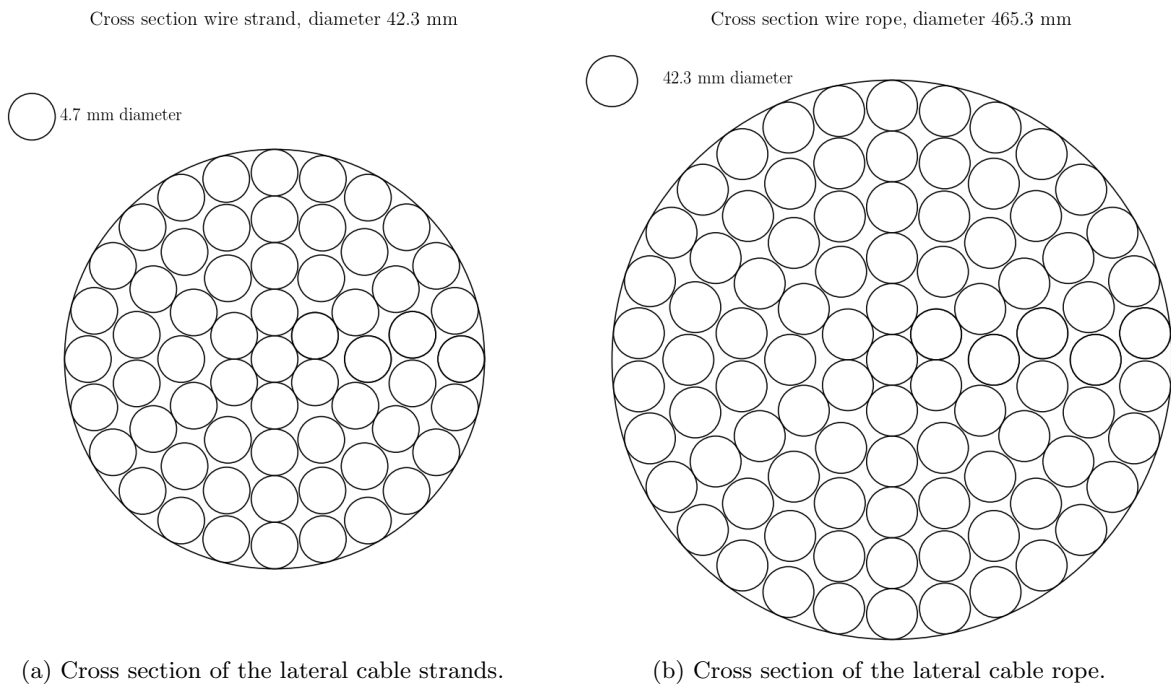 Cross section wire strand, diameter 42.3 mm
Cross section wire rope, diameter 465.3 mm
4.7 mm diameter
42.3 mm diameter
(a) Cross section of the lateral cable strands.
(b) Cross section of the lateral cable rope.